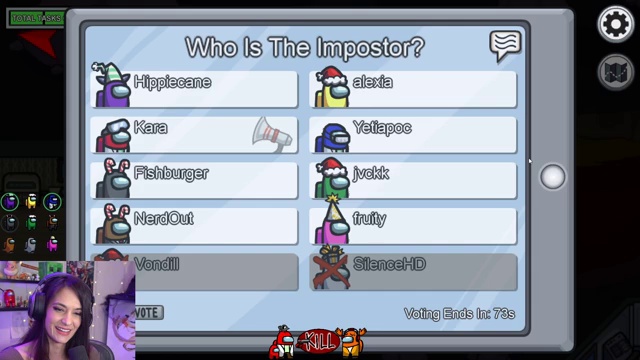 TOTAL TASKS
Who Is The Impostor?
Hippiecane
alexia
Kara
Yetiapoc
Fishburger
jvckk
NerdOut
fruity
Vondill
SilenceHD
VOTE
Voting Ends In: 73s
KILL